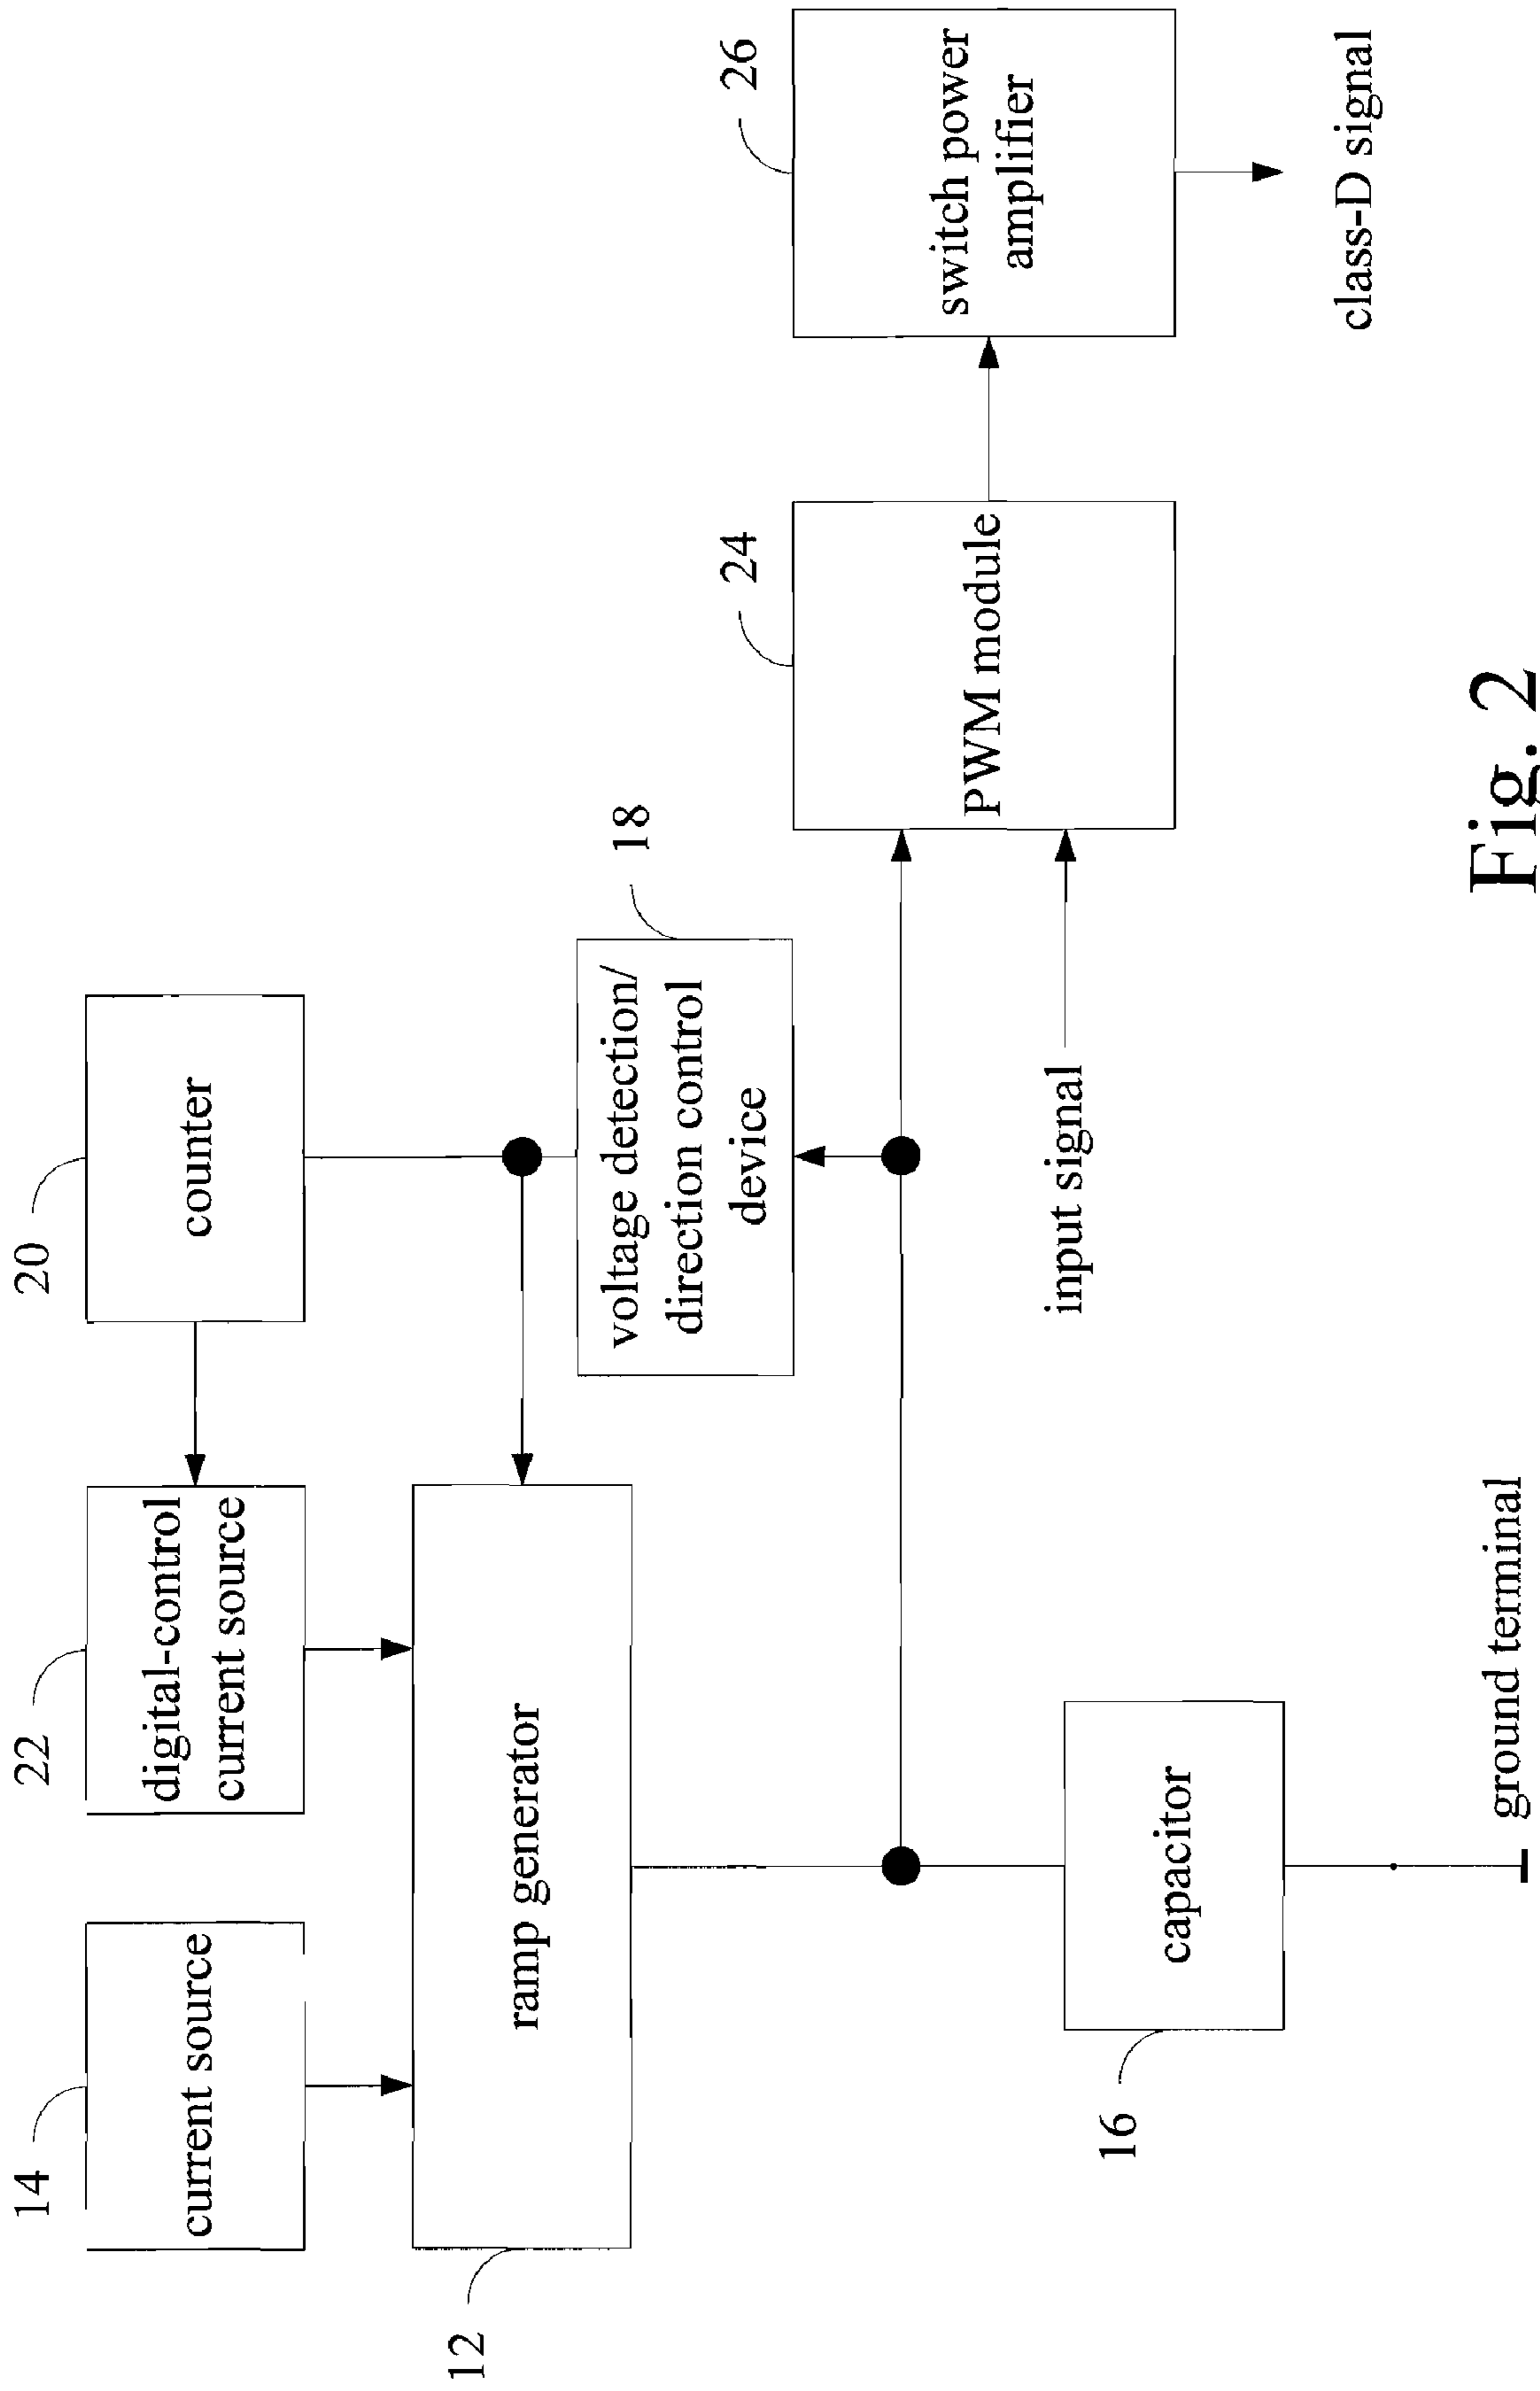 14
current source
22
digital-control
current source
20
counter
12
ramp generator
18
voltage detection/
direction control
device
24
PWM module
26
switch power
amplifier
input signal
16
capacitor
class-D signal
ground terminal
Fig. 2